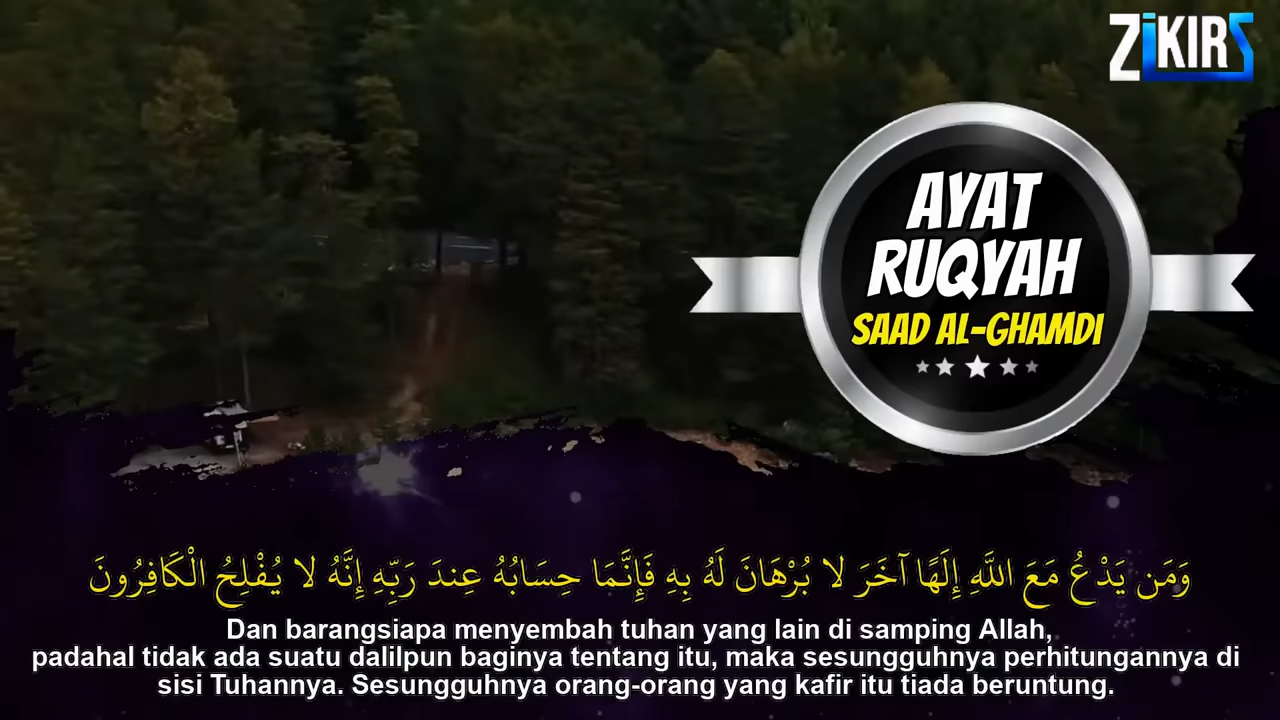 ZiKIRS
AYAT
RUQYAH
SAAD AL-GHAMDI
وَمَن يَدْعُ مَعَ اللَّهِ إِلَهًا آخَرَ لا بُرْهَانَ لَهُ بِهِ فَإِنَّمَا حِسَابُهُ عِندَ رَبِّهِ إِنَّهُ لا يُفْلِحُ الْكَافِرُونَ
Dan barangsiapa menyembah tuhan yang lain di samping Allah,
padahal tidak ada suatu dalilpun baginya tentang itu, maka sesungguhnya perhitungannya di
sisi Tuhannya. Sesungguhnya orang-orang yang kafir itu tiada beruntung.